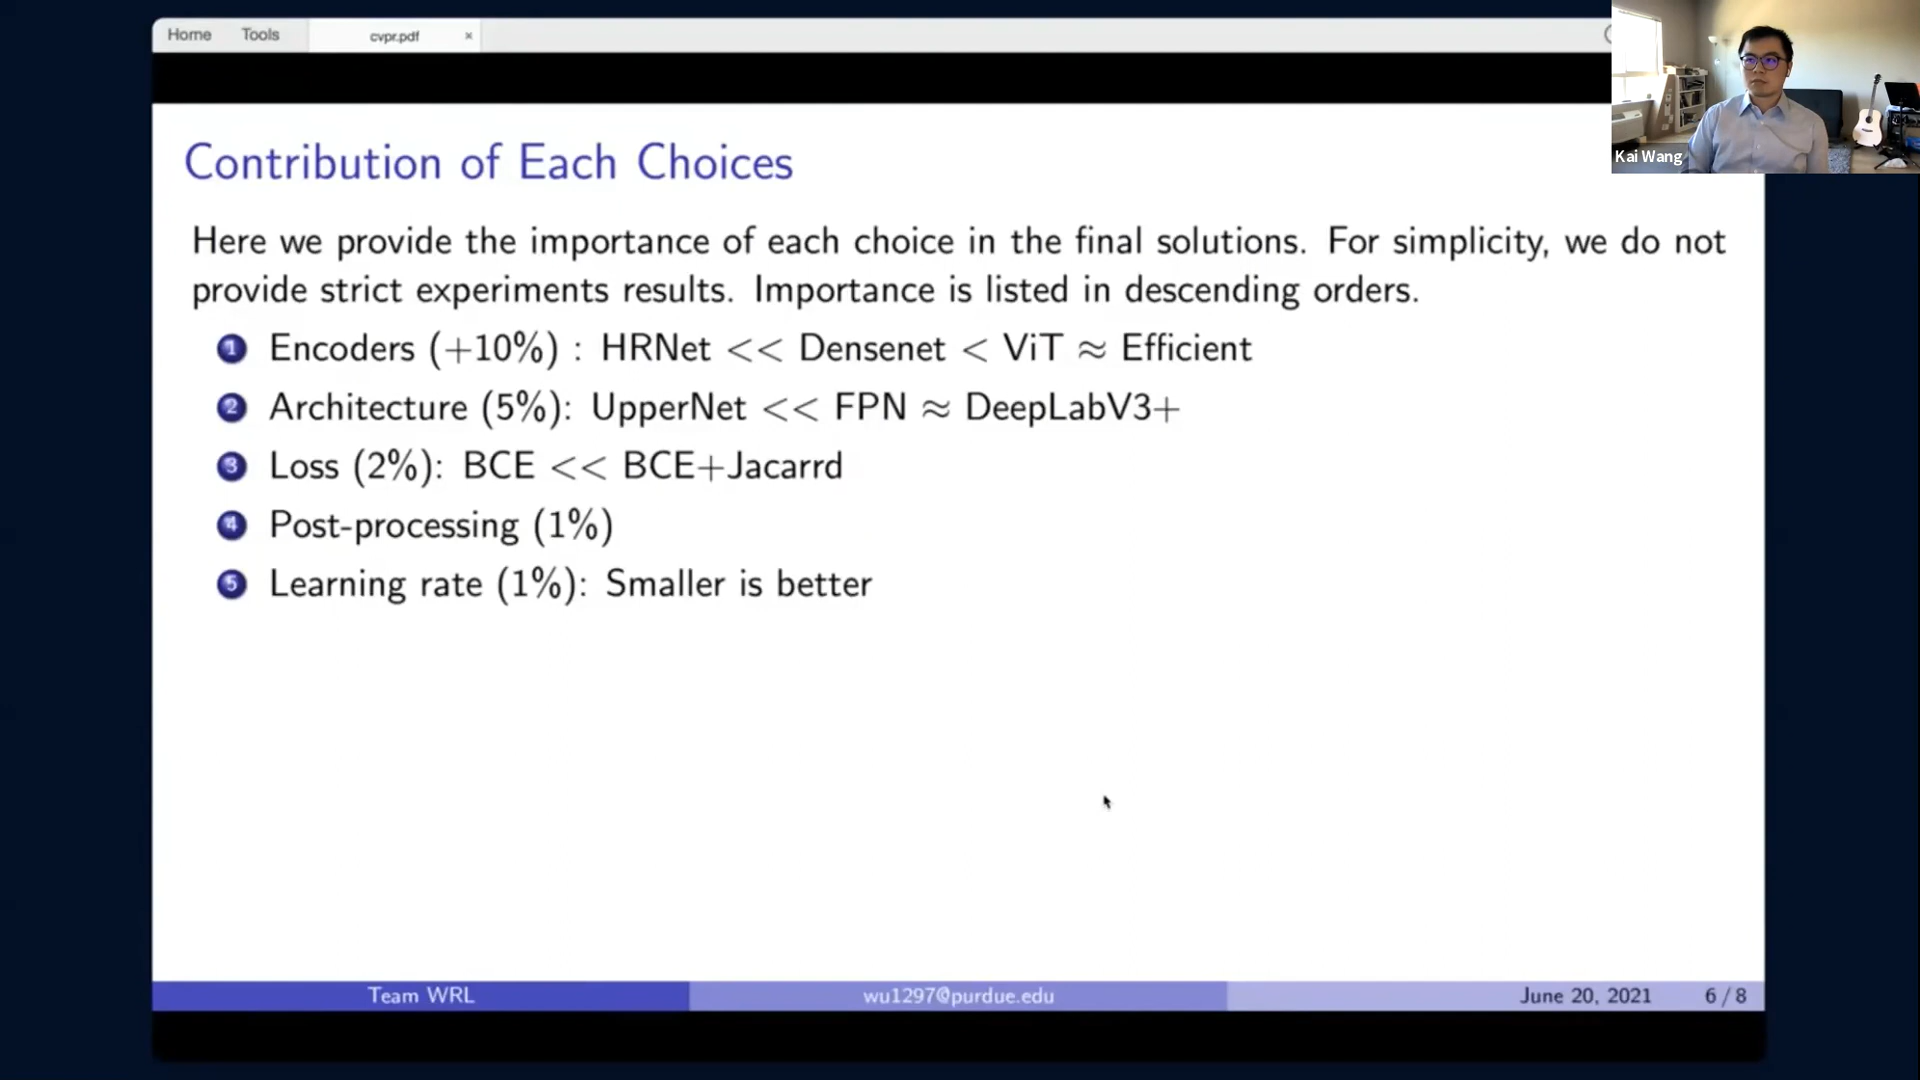 Home Tools cvpr.pdf ×
Kai Wang
Contribution of Each Choices
Here we provide the importance of each choice in the final solutions. For simplicity, we do not
provide strict experiments results. Importance is listed in descending orders.
1 Encoders (+10%) : HRNet << Densenet < ViT ≈ Efficient
2 Architecture (5%): UpperNet << FPN ≈ DeepLabV3+
3 Loss (2%): BCE << BCE+Jacarrd
4 Post-processing (1%)
5 Learning rate (1%): Smaller is better
Team WRL wu1297@purdue.edu June 20, 2021 6 / 8